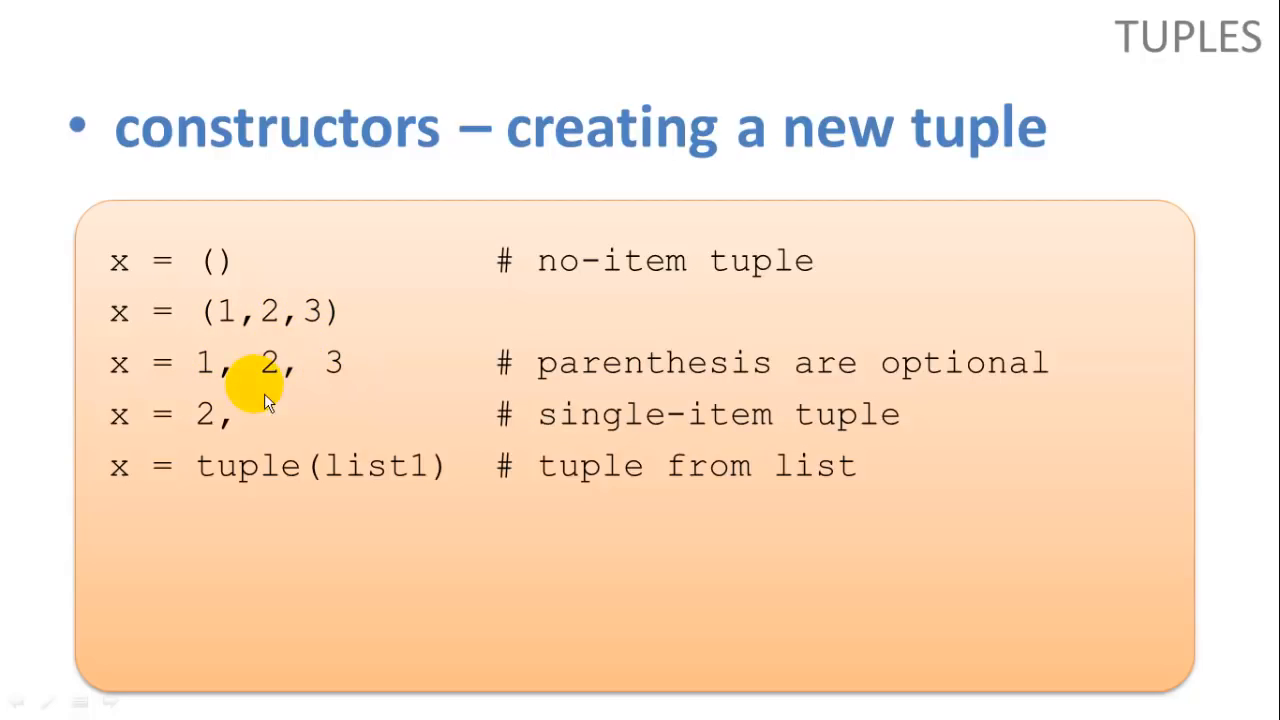 TUPLES
• constructors – creating a new tuple
x = () # no-item tuple
x = (1,2,3)
x = 1, 2, 3 # parenthesis are optional
x = 2, # single-item tuple
x = tuple(list1) # tuple from list